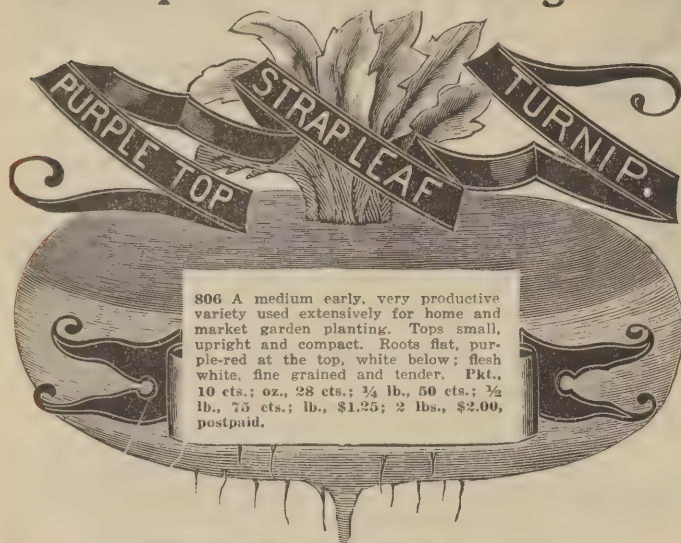 PURPLE TOP
STRAP LEAF
TURNIP.
806 A medium early, very productive
variety used extensively for home and
market garden planting. Tops small,
upright and compact. Roots flat, pur-
ple-red at the top, white below; flesh
white, fine grained and tender. Pkt.,
10 cts.; oz., 28 cts.; ¼ lb., 50 cts.; ½
lb., 75 cts.; lb., $1.25; 2 lbs., $2.00,
postpaid.